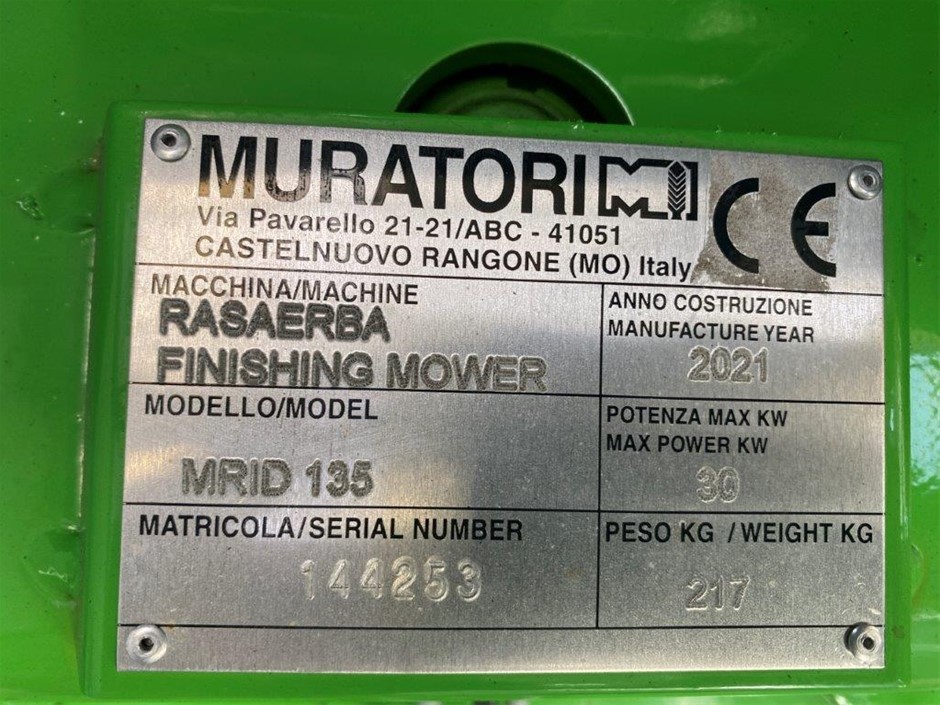 MURATORI
Via Pavarello 21-21/ABC - 41051
CASTELNUOVO RANGONE (MO) Italy
CE
MACCHINA/MACHINE
RASAERBA
FINISHING MOWER
ANNO COSTRUZIONE
MANUFACTURE YEAR
2021
MODELLO/MODEL
MRID 135
POTENZA MAX KW
MAX POWER KW
30
MATRICOLA/SERIAL NUMBER
144253
PESO KG / WEIGHT KG
217